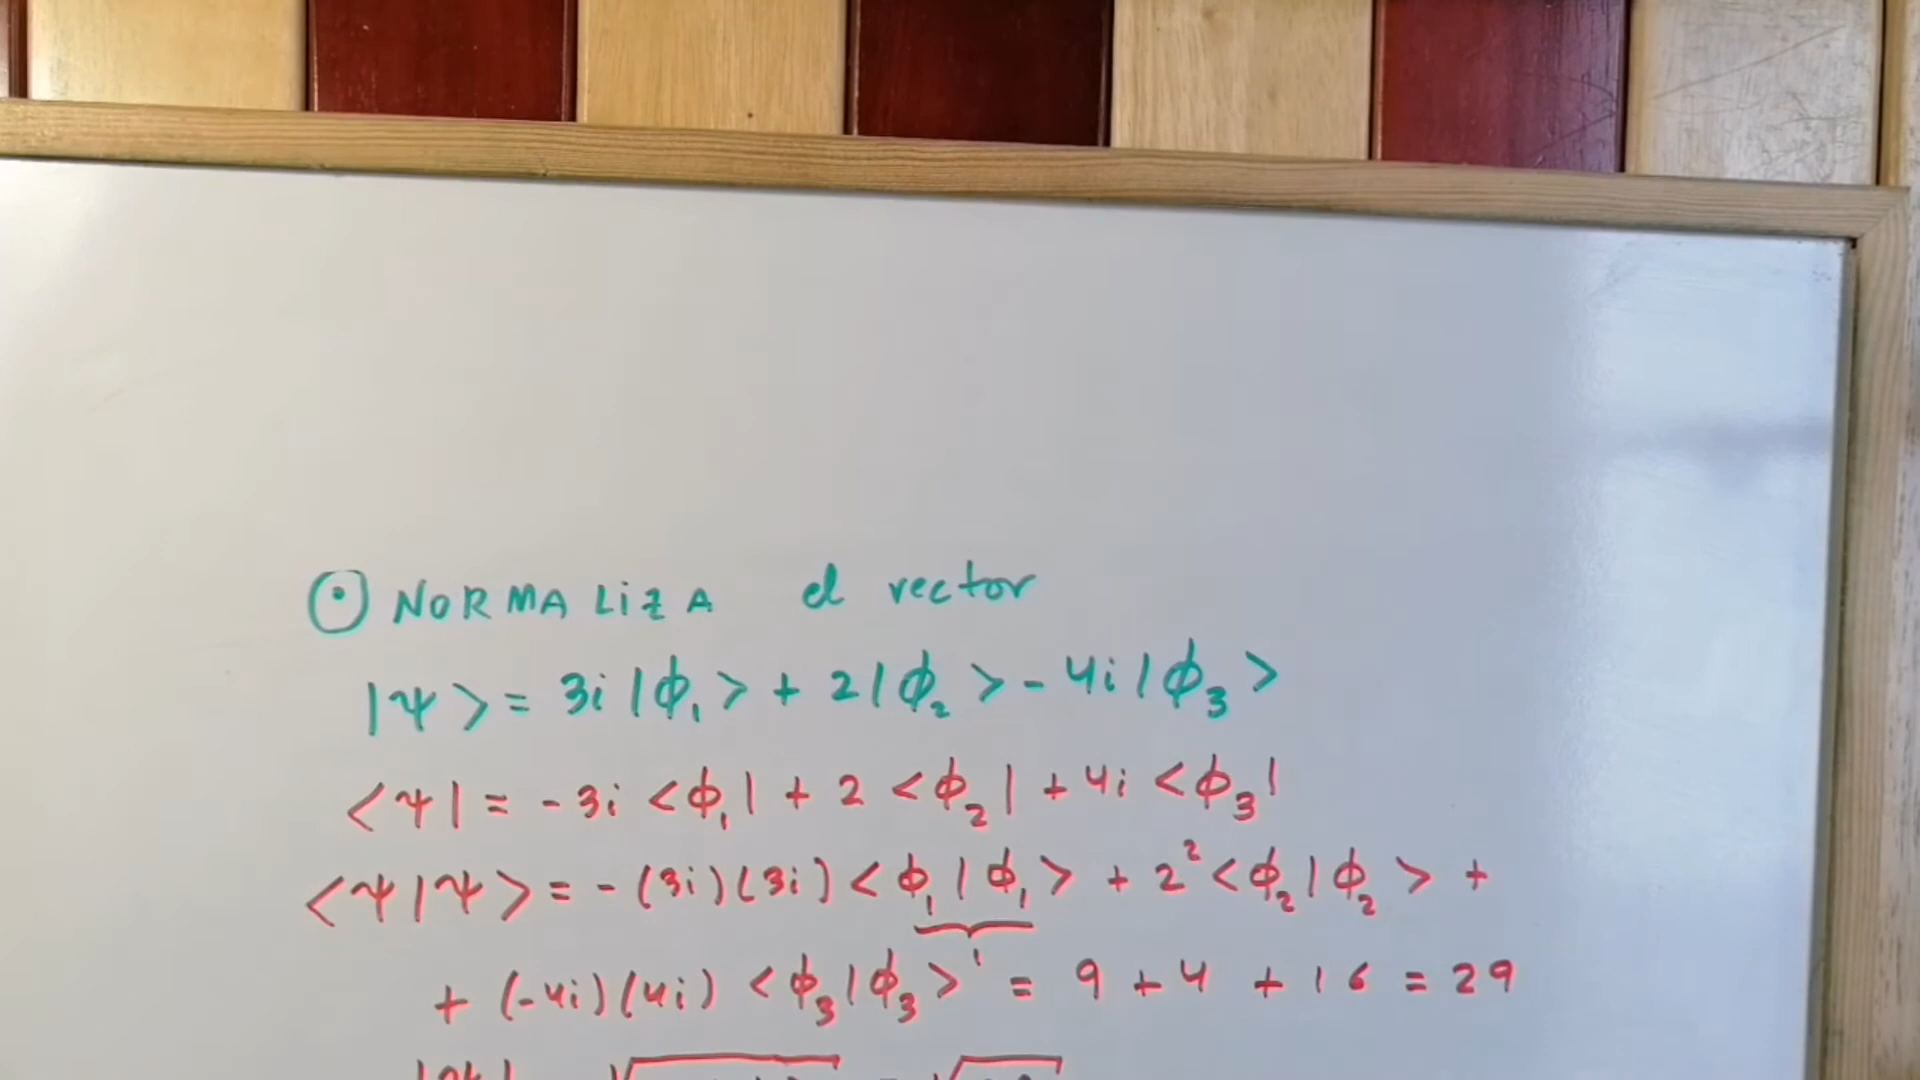 ⊙ NORMALIZA el vector
|ψ> = 3i |ϕ₁> + 2 |ϕ₂> - 4i |ϕ₃>
<ψ| = - 3i <ϕ₁| + 2 <ϕ₂| + 4i <ϕ₃|
<ψ|ψ> = - (3i)(3i) <ϕ₁|ϕ₁> + 2² <ϕ₂|ϕ₂> +
1
+ (-4i)(4i) <ϕ₃|ϕ₃> = 9 + 4 + 16 = 29